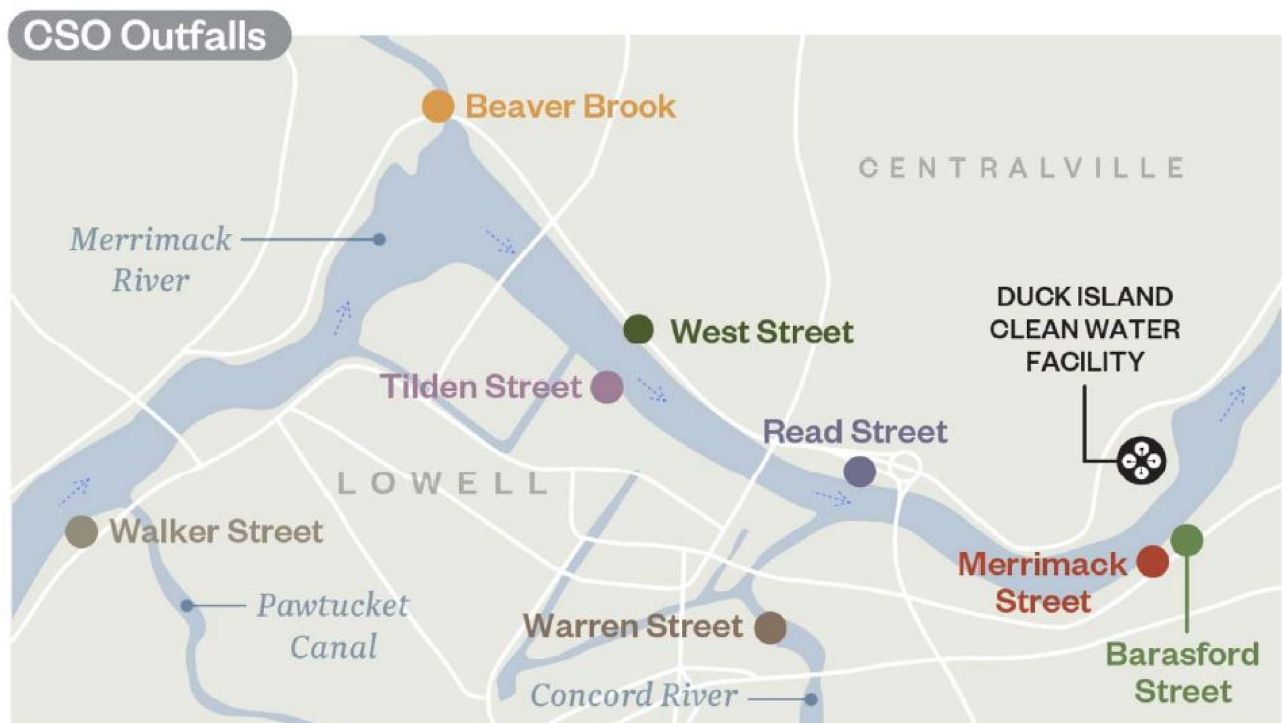 CSO Outfalls
Beaver Brook
CENTRALVILLE
Merrimack
River
DUCK ISLAND
CLEAN WATER
FACILITY
West Street
Tilden Street
Read Street
LOWELL
Walker Street
Merrimack
Street
Pawtucket
Canal
Warren Street
Barasford
Street
Concord River